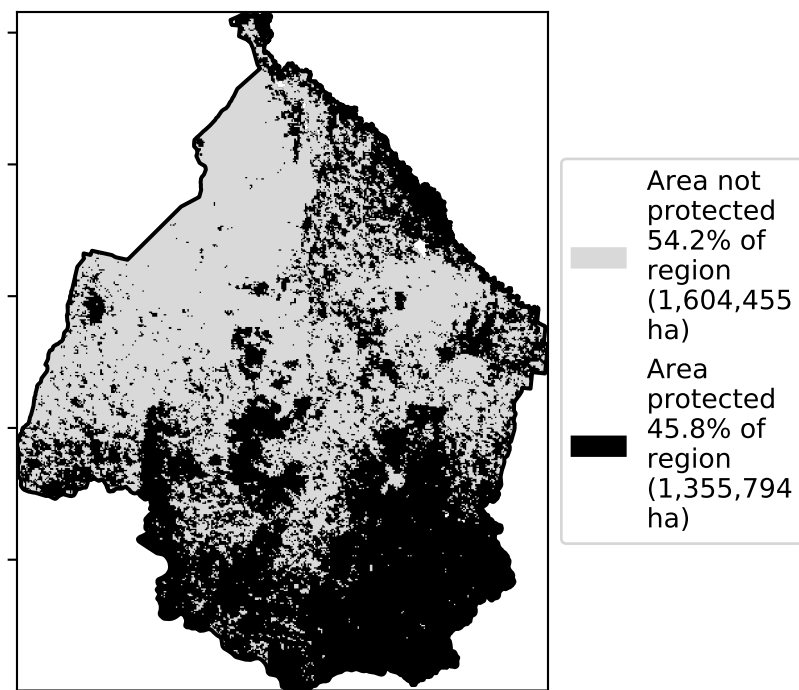 Area not
protected
54.2% of
region
(1,604,455
ha)
Area
protected
45.8% of
region
(1,355,794
ha)